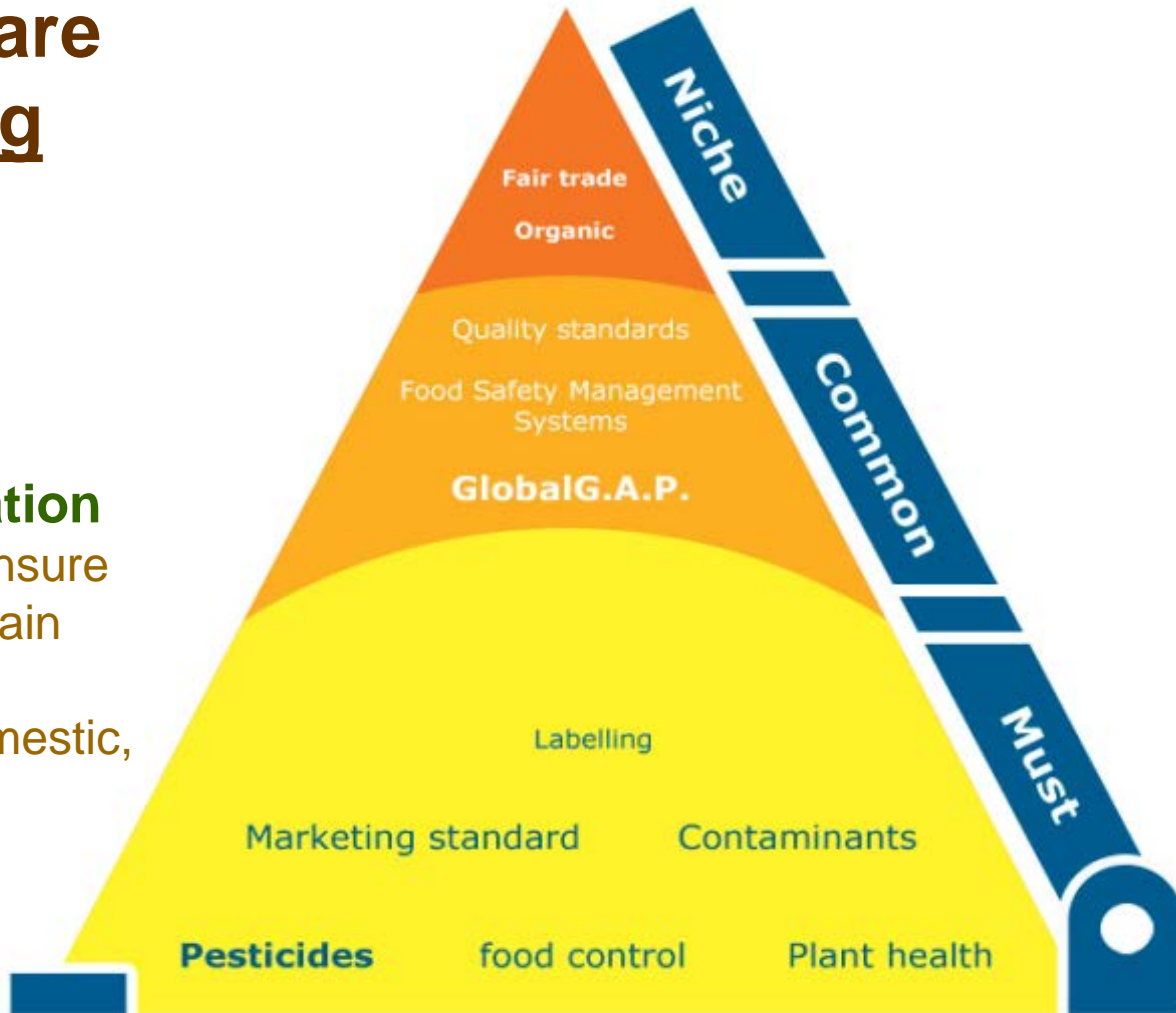 are
g
Niche
Fair trade
Organic
Quality standards
Food Safety Management
Systems
GlobalG.A.P.
Common
ation
nsure
ain
mestic,
Labelling
Must
Marketing standard Contaminants
Pesticides food control Plant health